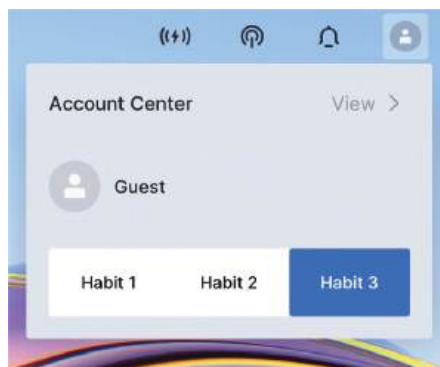 Account Center
View >
Guest
Habit 1
Habit 2
Habit 3